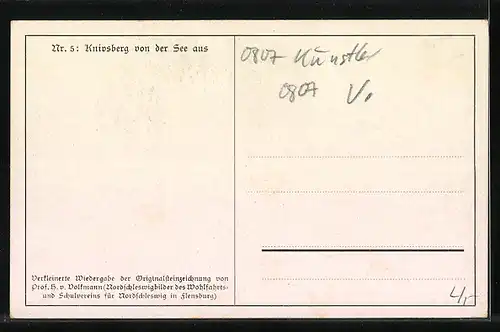 Nr. 5: Knivsberg von der See aus
0807 Künstler
0807 V.
Verkleinerte Wiedergabe der Originalsteinzeichnung von
Prof. H. v. Volkmann (Nordschleswigbilder des Wohlfahrts-
und Schulvereins für Nordschleswig in Flensburg)
4,-